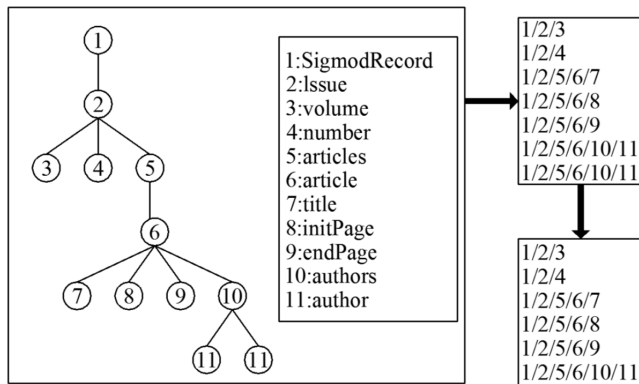 1
2
3 4 5
6
7 8 9 10
11 11
1:SigmodRecord
2:lssue
3:volume
4:number
5:articles
6:article
7:title
8:initPage
9:endPage
10:authors
11:author
1/2/3
1/2/4
1/2/5/6/7
1/2/5/6/8
1/2/5/6/9
1/2/5/6/10/11
1/2/5/6/10/11
1/2/3
1/2/4
1/2/5/6/7
1/2/5/6/8
1/2/5/6/9
1/2/5/6/10/11